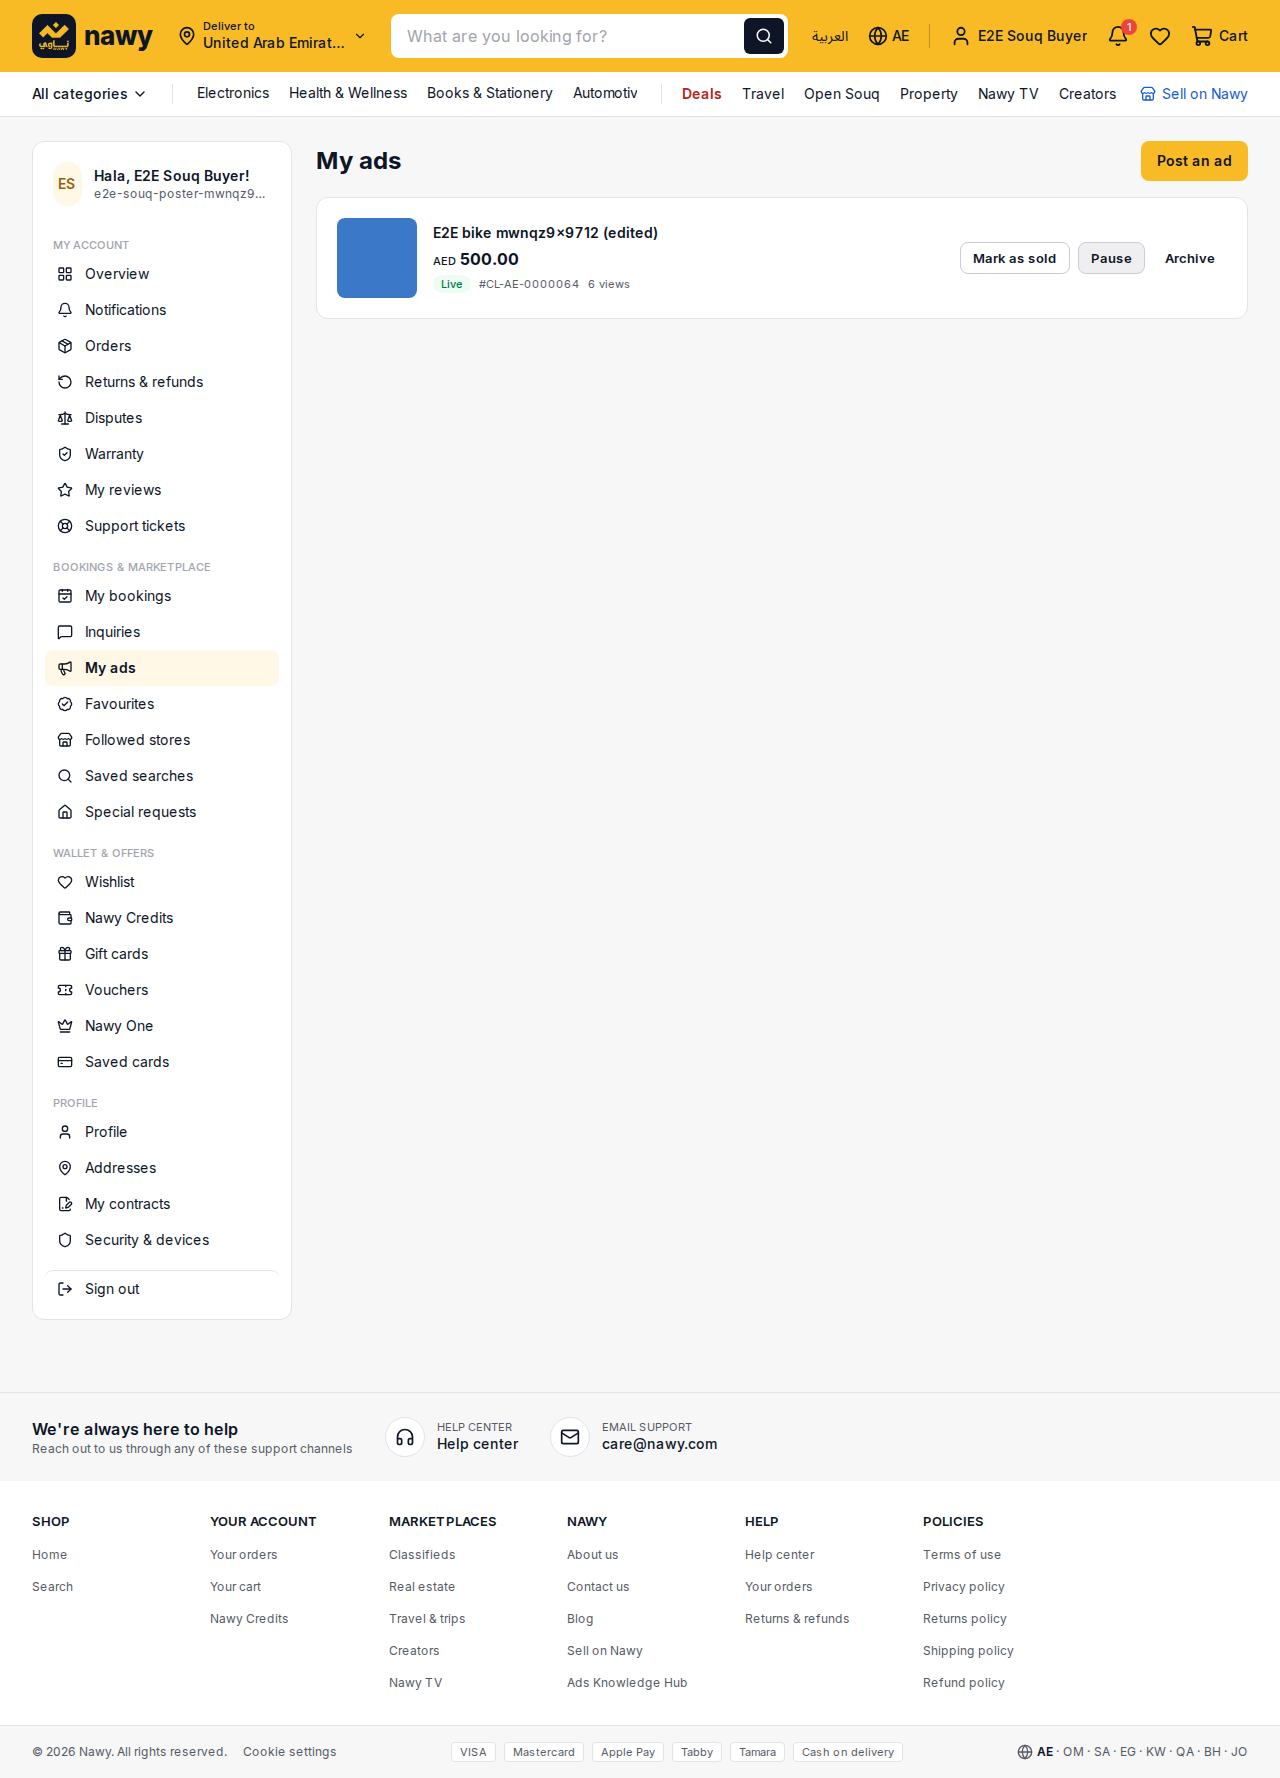 ناوي
nawy
Deliver to
United Arab Emirat...
What are you looking for?
العربية
AE
E2E Souq Buyer
1
Cart
All categories
Electronics
Health & Wellness
Books & Stationery
Automotiv
Deals
Travel
Open Souq
Property
Nawy TV
Creators
Sell on Nawy
ES
Hala, E2E Souq Buyer!
e2e-souq-poster-mwnqz9...
MY ACCOUNT
Overview
Notifications
Orders
Returns & refunds
Disputes
Warranty
My reviews
Support tickets
BOOKINGS & MARKETPLACE
My bookings
Inquiries
My ads
Favourites
Followed stores
Saved searches
Special requests
WALLET & OFFERS
Wishlist
Nawy Credits
Gift cards
Vouchers
Nawy One
Saved cards
PROFILE
Profile
Addresses
My contracts
Security & devices
Sign out
My ads
Post an ad
E2E bike mwnqz9×9712 (edited)
AED 500.00
Live #CL-AE-0000064 6 views
Mark as sold
Pause
Archive
We're always here to help
Reach out to us through any of these support channels
HELP CENTER
Help center
EMAIL SUPPORT
care@nawy.com
SHOP
Home
Search
YOUR ACCOUNT
Your orders
Your cart
Nawy Credits
MARKETPLACES
Classifieds
Real estate
Travel & trips
Creators
Nawy TV
NAWY
About us
Contact us
Blog
Sell on Nawy
Ads Knowledge Hub
HELP
Help center
Your orders
Returns & refunds
POLICIES
Terms of use
Privacy policy
Returns policy
Shipping policy
Refund policy
© 2026 Nawy. All rights reserved.
Cookie settings
VISA
Mastercard
Apple Pay
Tabby
Tamara
Cash on delivery
AE · OM · SA · EG · KW · QA · BH · JO